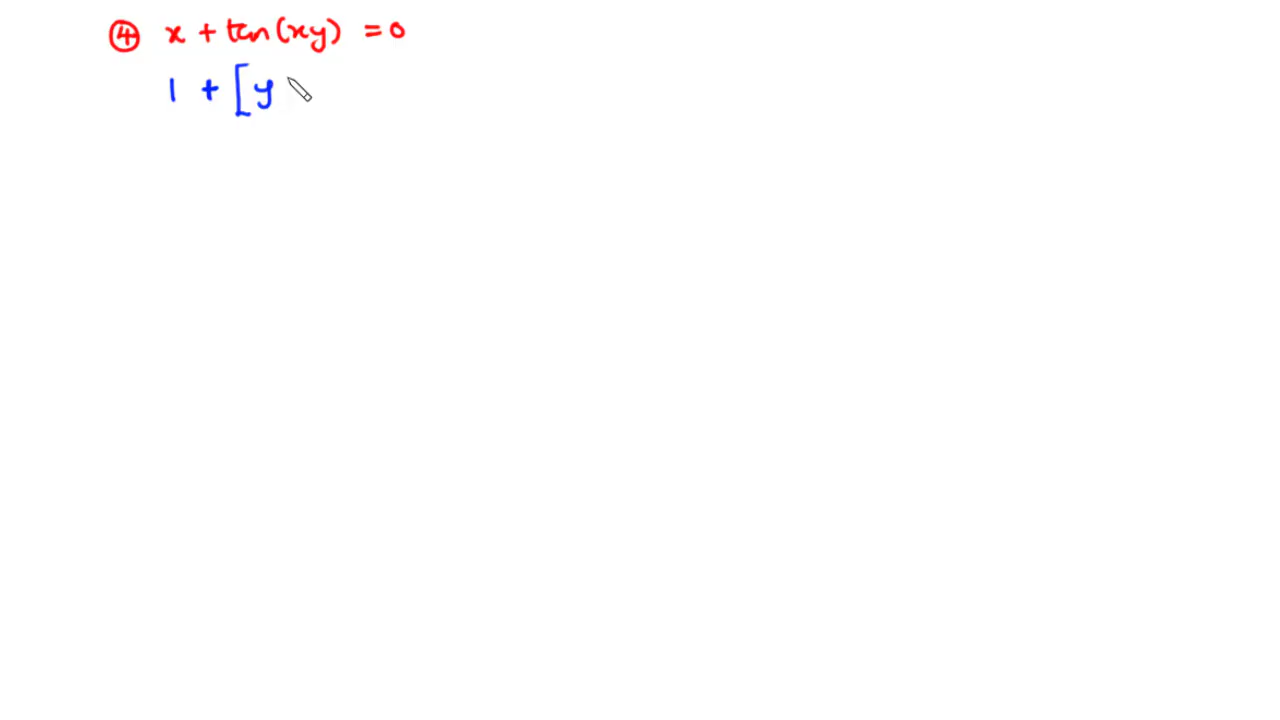 ④ x + tan(xy) = 0
1 + [y